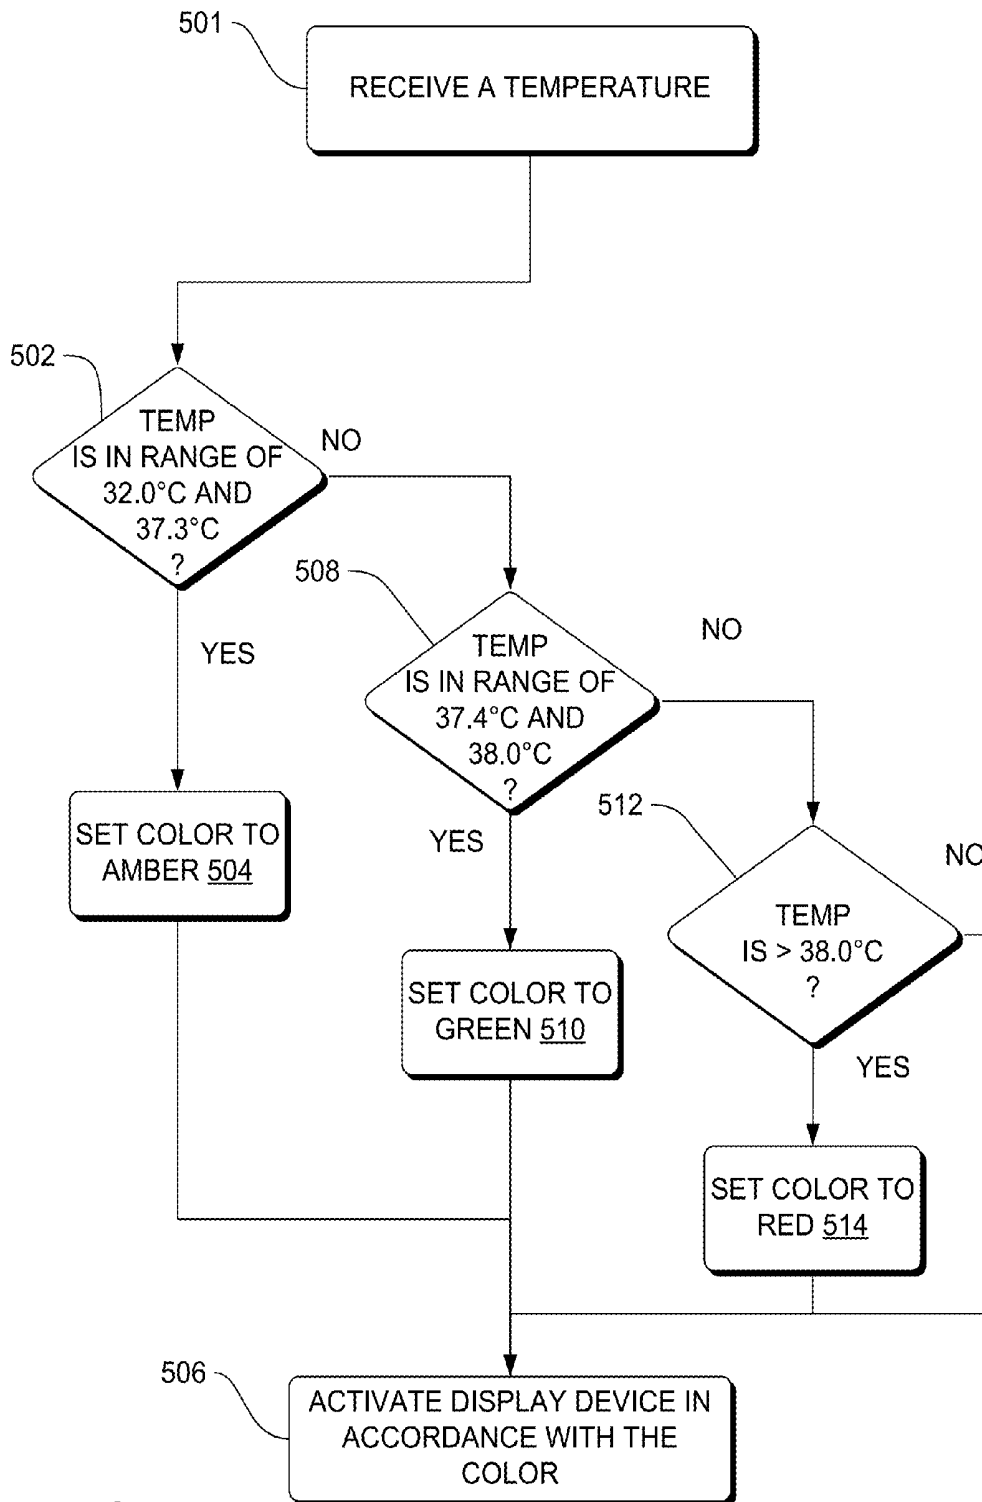 501
RECEIVE A TEMPERATURE
502
TEMP
IS IN RANGE OF
32.0°C AND
37.3°C
?
NO
YES
508
TEMP
IS IN RANGE OF
37.4°C AND
38.0°C
?
NO
YES
512
TEMP
IS > 38.0°C
?
NO
YES
SET COLOR TO
AMBER 504
SET COLOR TO
GREEN 510
SET COLOR TO
RED 514
506
ACTIVATE DISPLAY DEVICE IN
ACCORDANCE WITH THE
COLOR